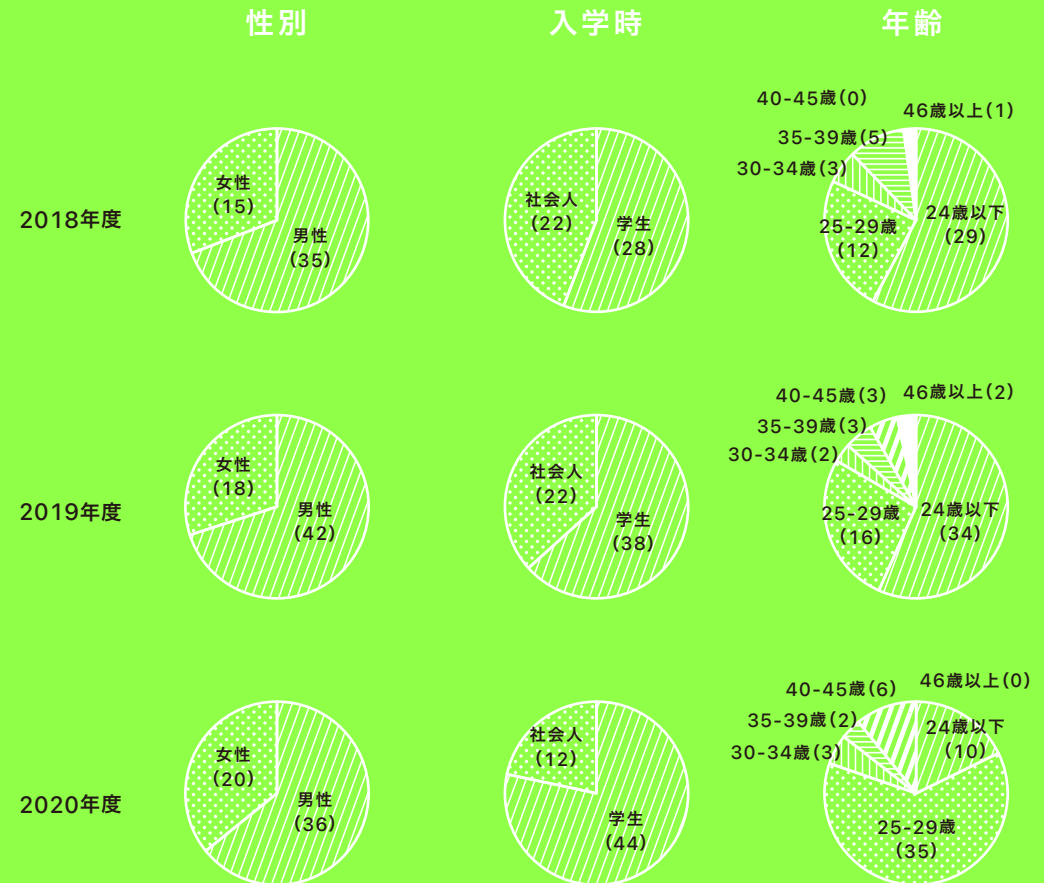 性別
入学時
年齢
2018年度
女性
(15)
男性
(35)
社会人
(22)
学生
(28)
40-45歳(0)
46歳以上(1)
35-39歳(5)
30-34歳(3)
25-29歳
(12)
24歳以下
(29)
2019年度
女性
(18)
男性
(42)
社会人
(22)
学生
(38)
40-45歳(3)
46歳以上(2)
35-39歳(3)
30-34歳(2)
25-29歳
(16)
24歳以下
(34)
2020年度
女性
(20)
男性
(36)
社会人
(12)
学生
(44)
40-45歳(6)
46歳以上(0)
35-39歳(2)
30-34歳(3)
24歳以下
(10)
25-29歳
(35)